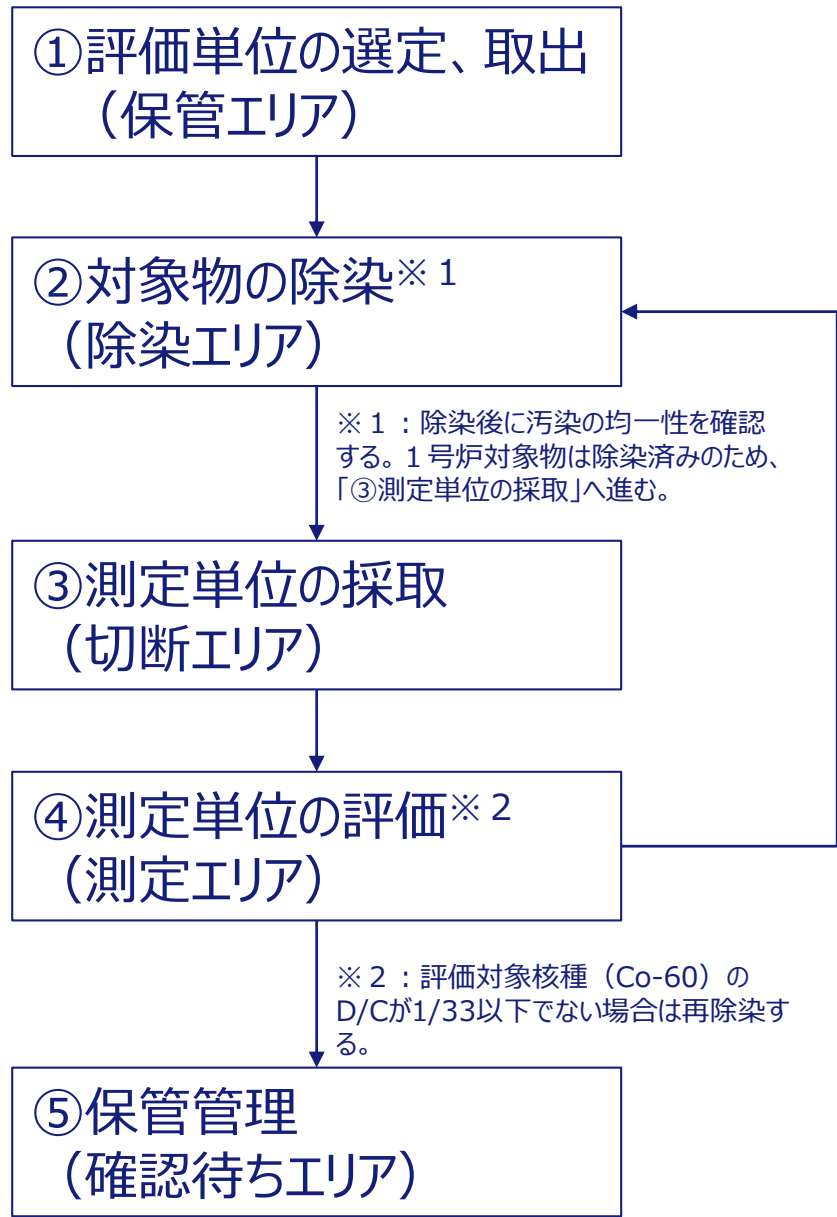 ①評価単位の選定、取出
（保管エリア）
②対象物の除染※１
（除染エリア）
※１：除染後に汚染の均一性を確認
する。１号炉対象物は除染済みのため、
「③測定単位の採取」へ進む。
③測定単位の採取
（切断エリア）
④測定単位の評価※２
（測定エリア）
※２：評価対象核種（Co-60）の
D/Cが1/33以下でない場合は再除染す
る。
⑤保管管理
（確認待ちエリア）